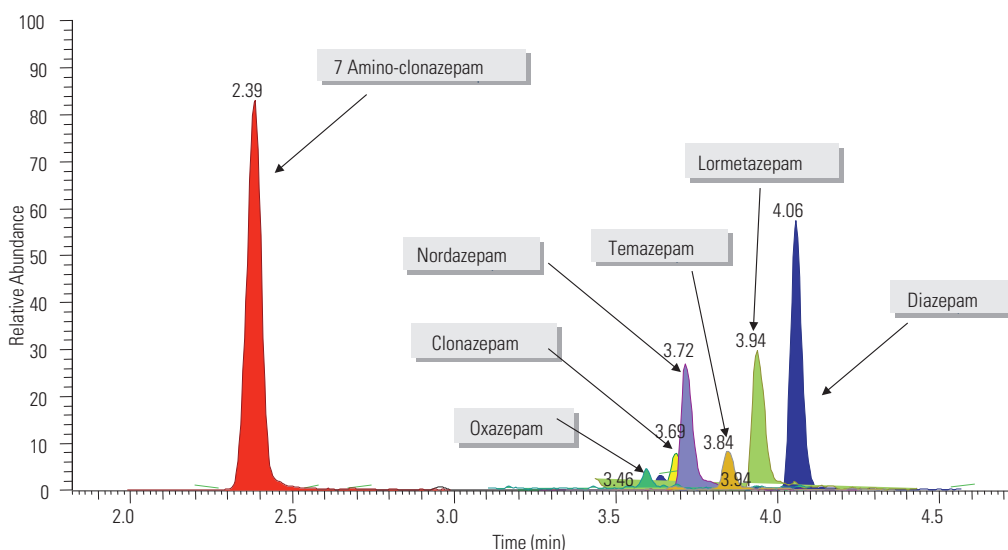 100
90
80
70
60
50
40
30
20
10
0
Relative Abundance
7 Amino-clonazepam
2.39
Lormetazepam
4.06
Nordazepam
Temazepam
Diazepam
Clonazepam
3.72
3.94
Oxazepam
3.69
3.84
3.46
3.94
2.0 2.5 3.0 3.5 4.0 4.5
Time (min)